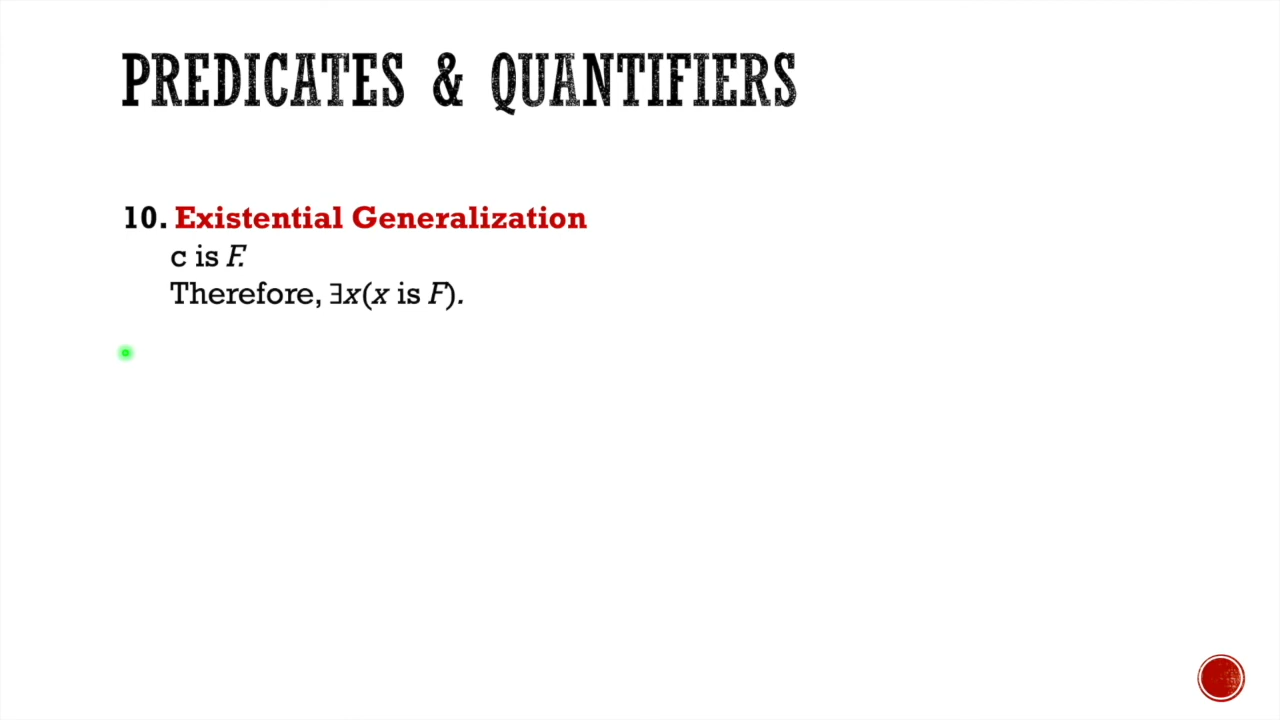 PREDICATES & QUANTIFIERS
10. Existential Generalization
c is F.
Therefore, ∃x(x is F).